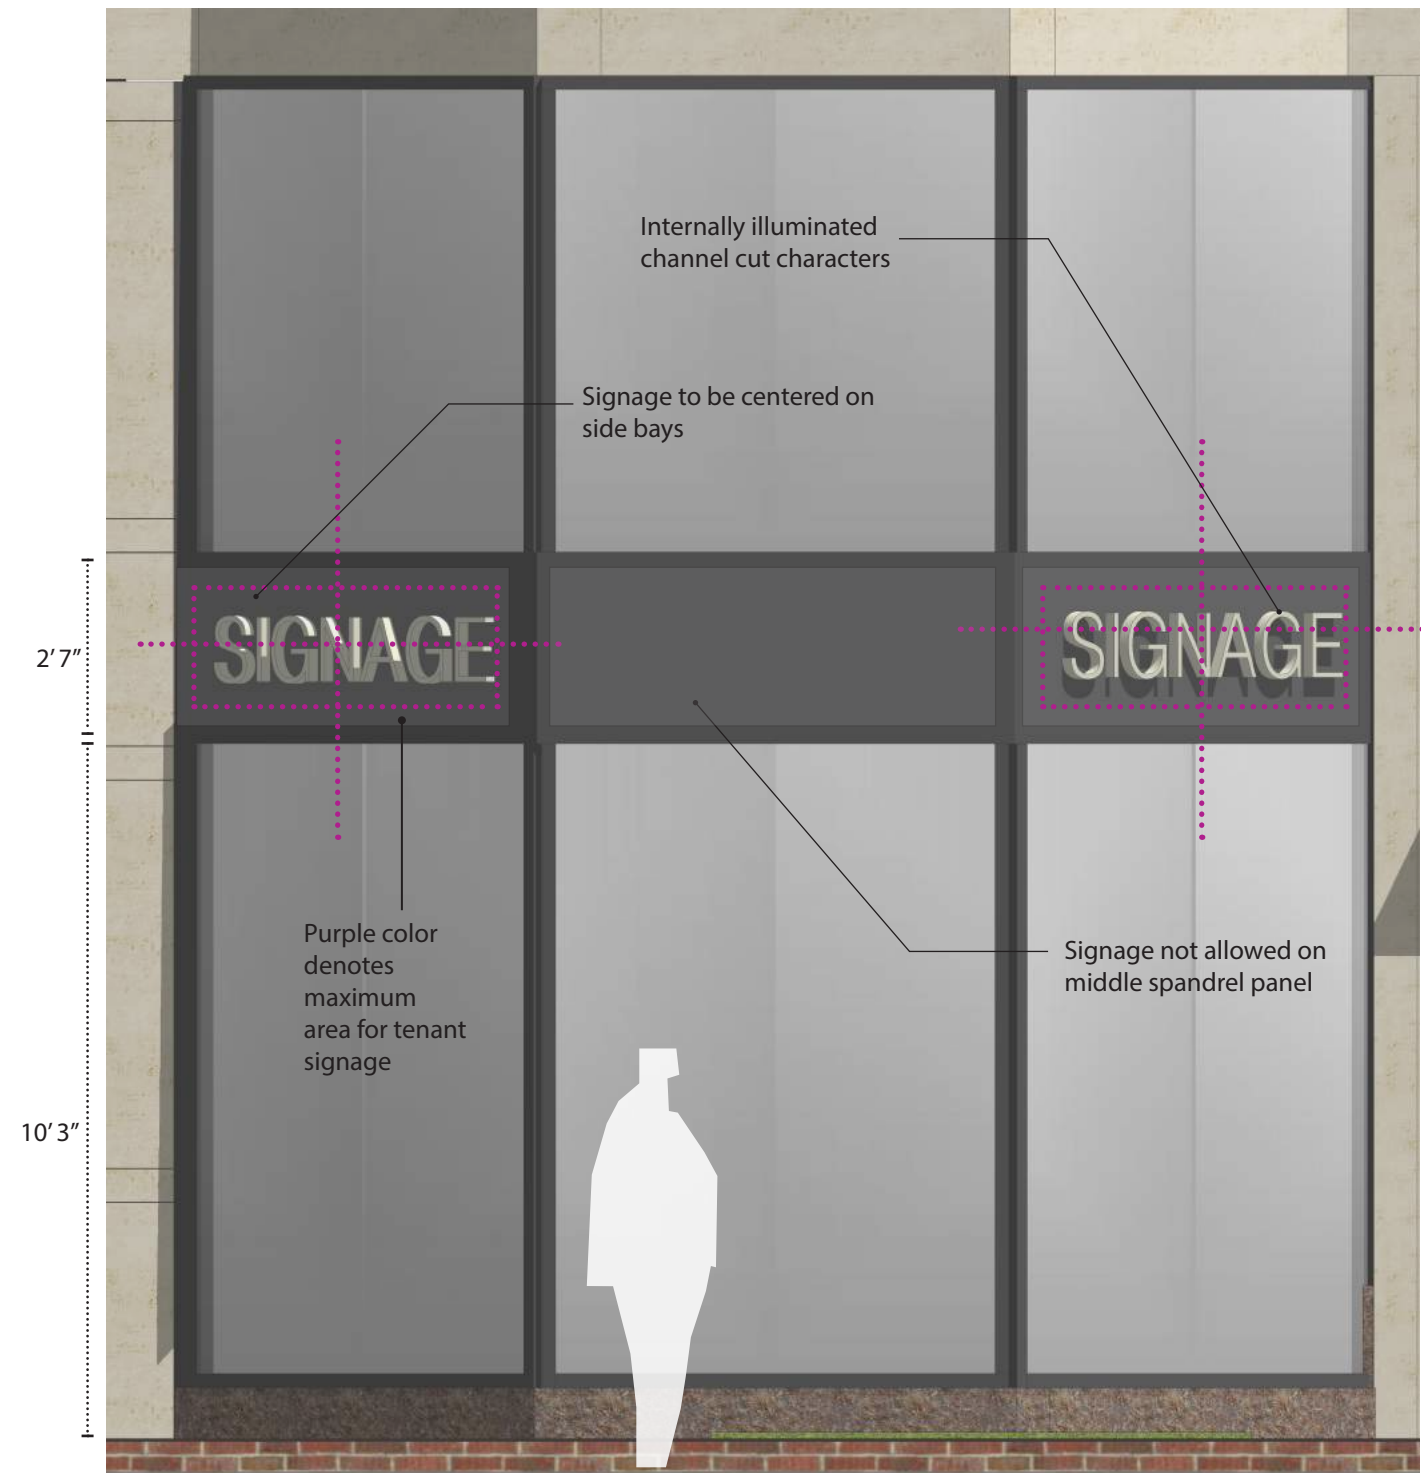 Internally illuminated
channel cut characters
Signage to be centered on
side bays
SIGNAGE
SIGNAGE
2’7”
Purple color
denotes
maximum
area for tenant
signage
Signage not allowed on
middle spandrel panel
10’3”